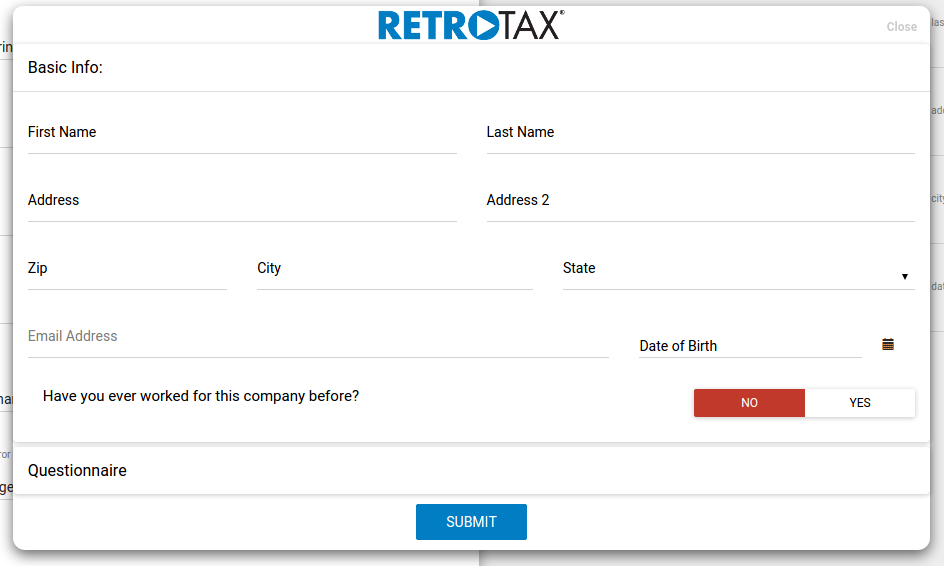 RETROTAX®
Close
Basic Info:
First Name Last Name
Address Address 2
Zip City State
Email Address Date of Birth
Have you ever worked for this company before? NO YES
Questionnaire
SUBMIT